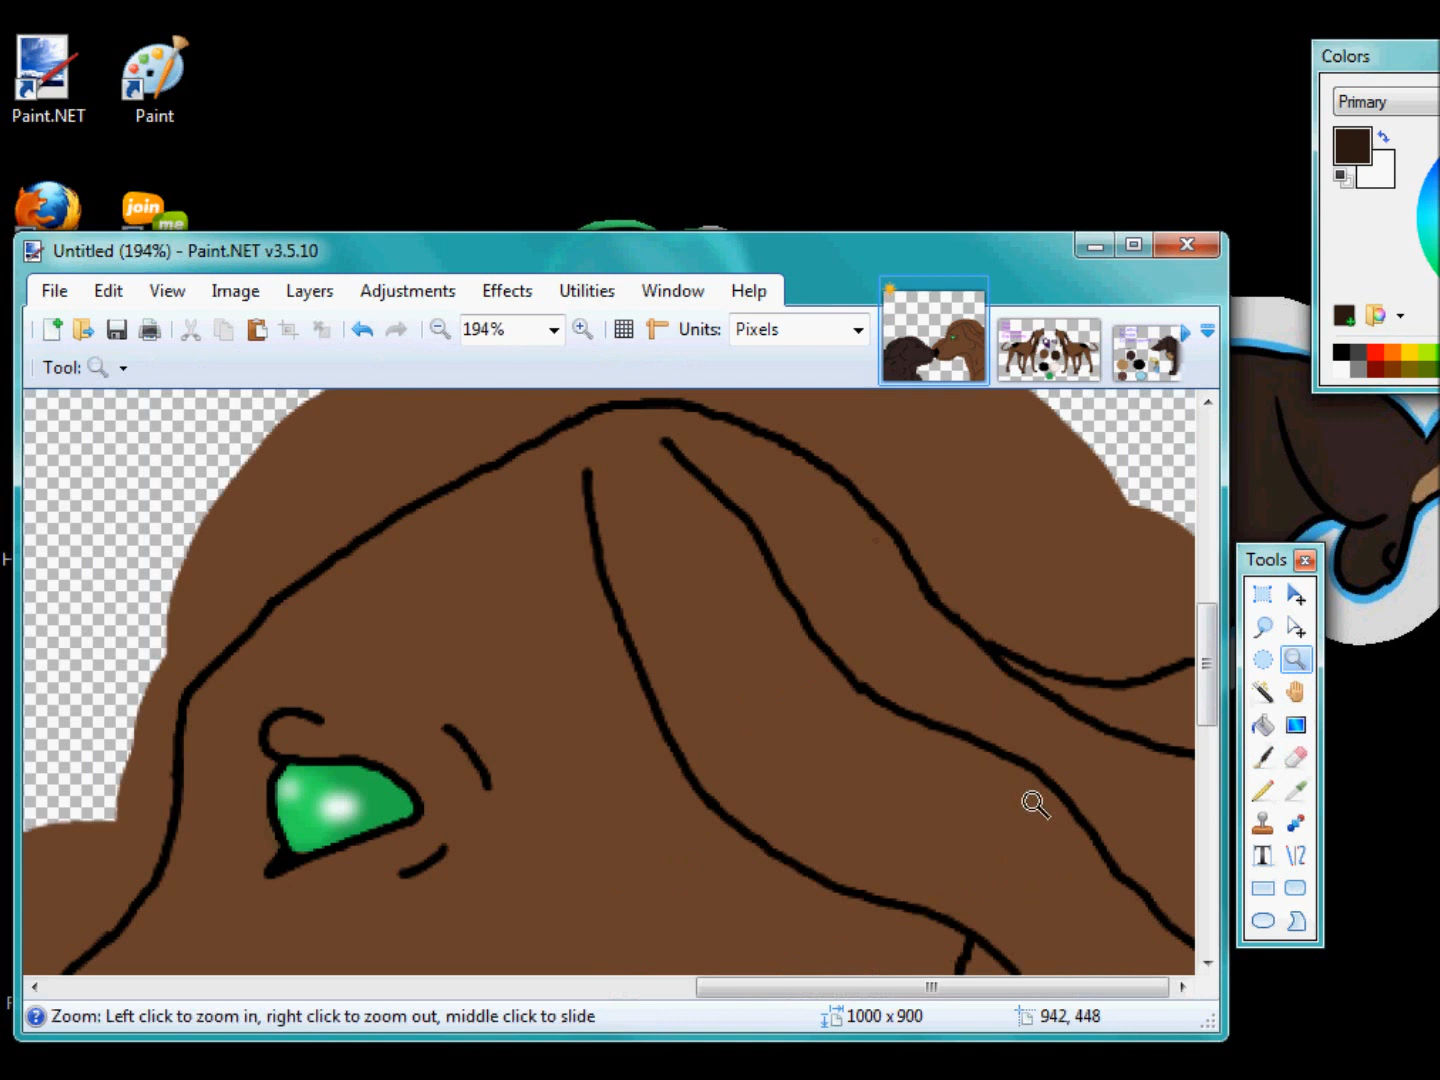 Paint.NET
Paint
join
me
Colors
Primary
Untitled (194%) - Paint.NET v3.5.10
File Edit View Image Layers Adjustments Effects Utilities Window Help
194% Units: Pixels
Tool:
Tools
Zoom: Left click to zoom in, right click to zoom out, middle click to slide 1000 x 900 942, 448